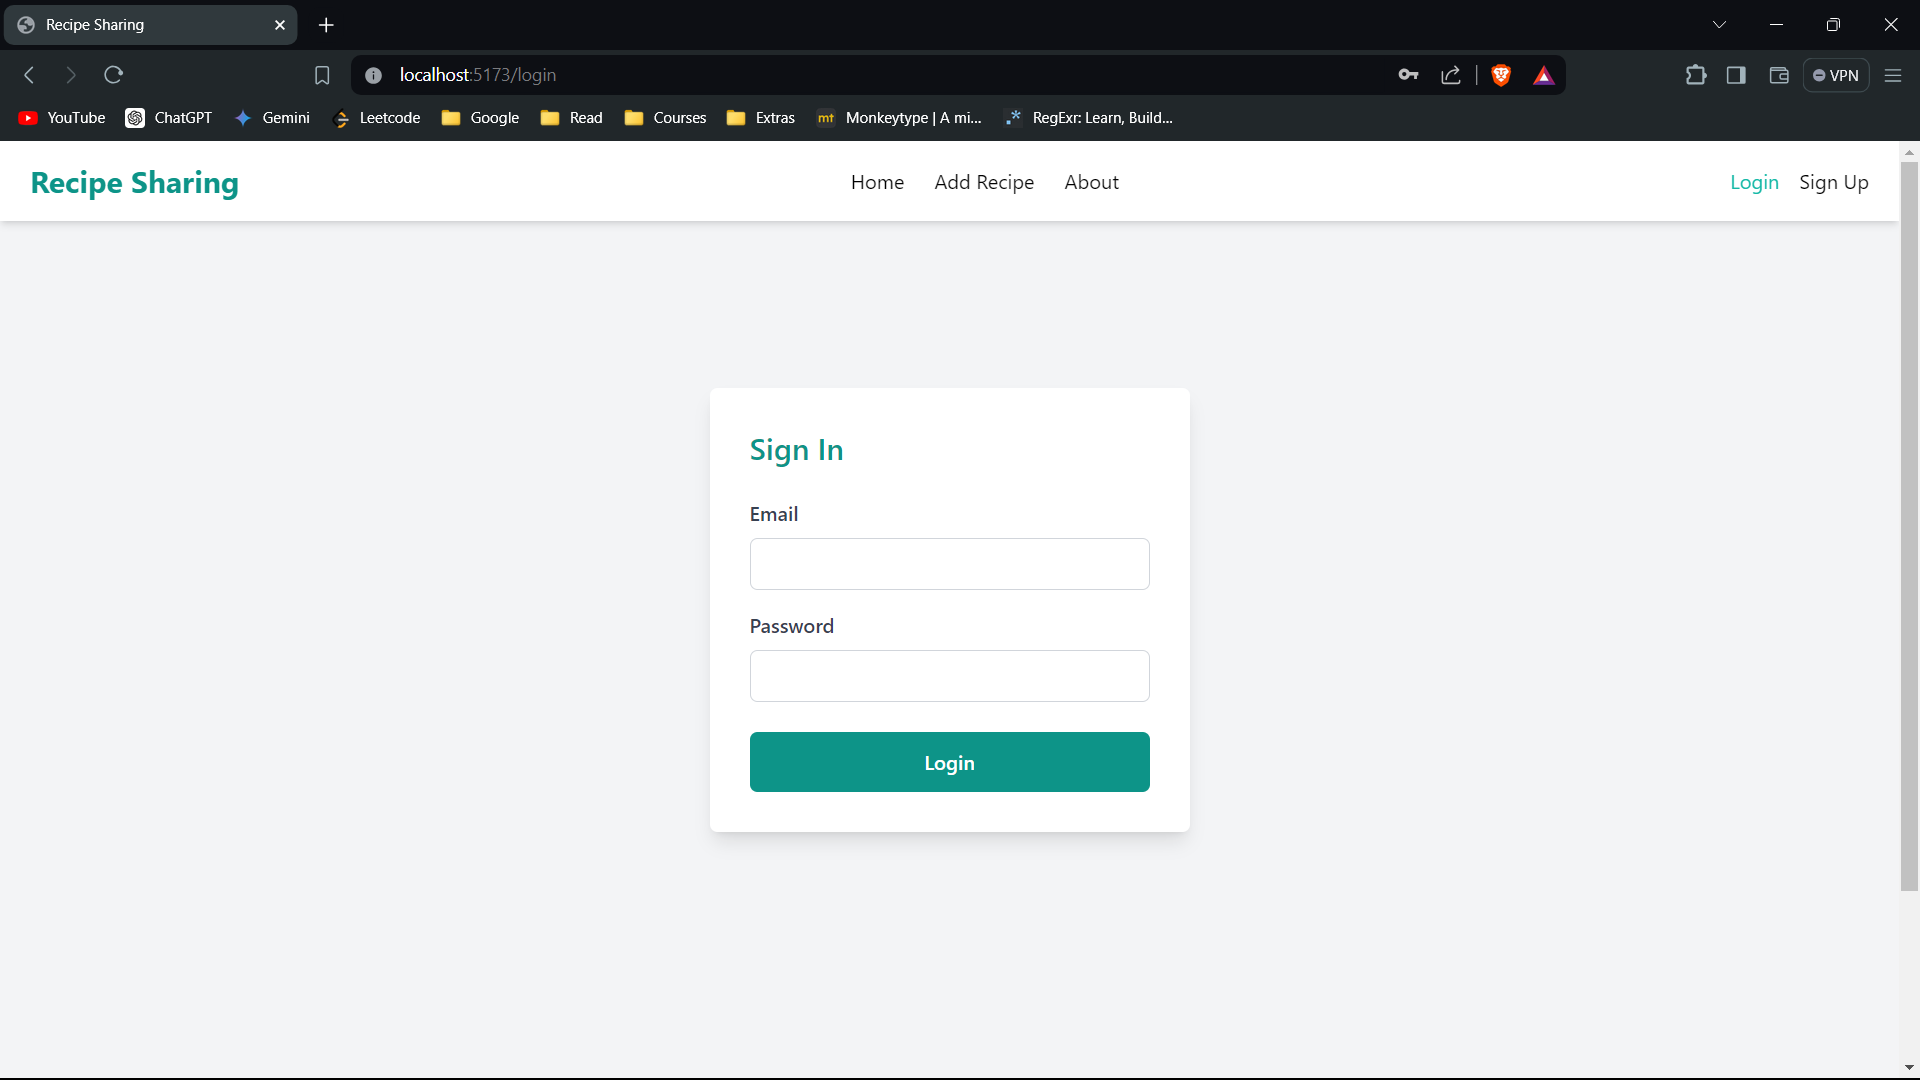 Recipe Sharing
localhost:5173/login
VPN
YouTube ChatGPT Gemini Leetcode Google Read Courses Extras mt Monkeytype | A mi... .* RegExr: Learn, Build...
Recipe Sharing Home Add Recipe About Login Sign Up
Sign In
Email
Password
Login